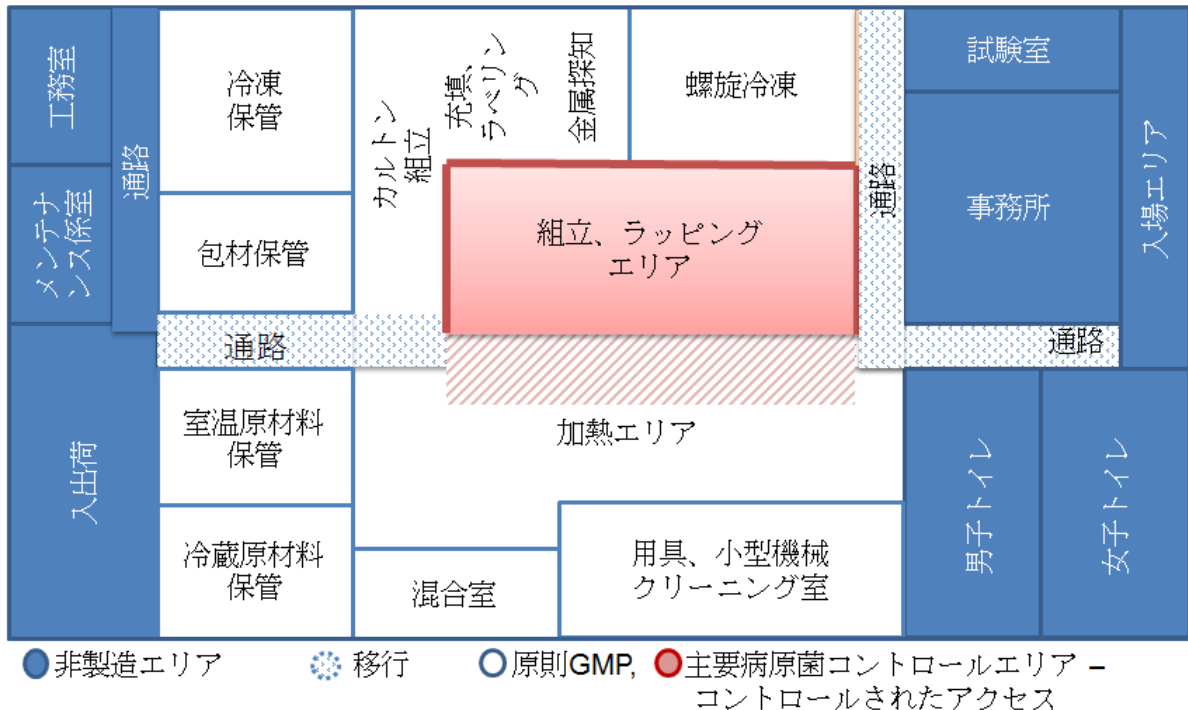 工務室
通路
冷凍
保管
カルトン
組立
充填、
ラベリン
グ
金属探知
螺旋冷凍
通路
試験室
入場エリア
メンテナ
ンス係室
包材保管
組立、ラッピング
エリア
事務所
通路
通路
入出荷
室温原材料
保管
加熱エリア
男子トイレ
女子トイレ
冷蔵原材料
保管
混合室
用具、小型機械
クリーニング室
非製造エリア
移行
原則GMP,
主要病原菌コントロールエリア –
コントロールされたアクセス